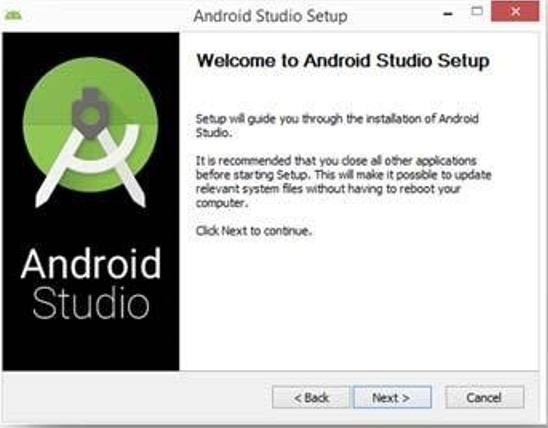 Android Studio Setup
Welcome to Android Studio Setup
Setup will guide you through the installation of Android
Studio.
It is recommended that you close all other applications
before starting Setup. This will make it possible to update
relevant system files without having to reboot your
computer.
Click Next to continue.
Android
Studio
< Back
Next >
Cancel